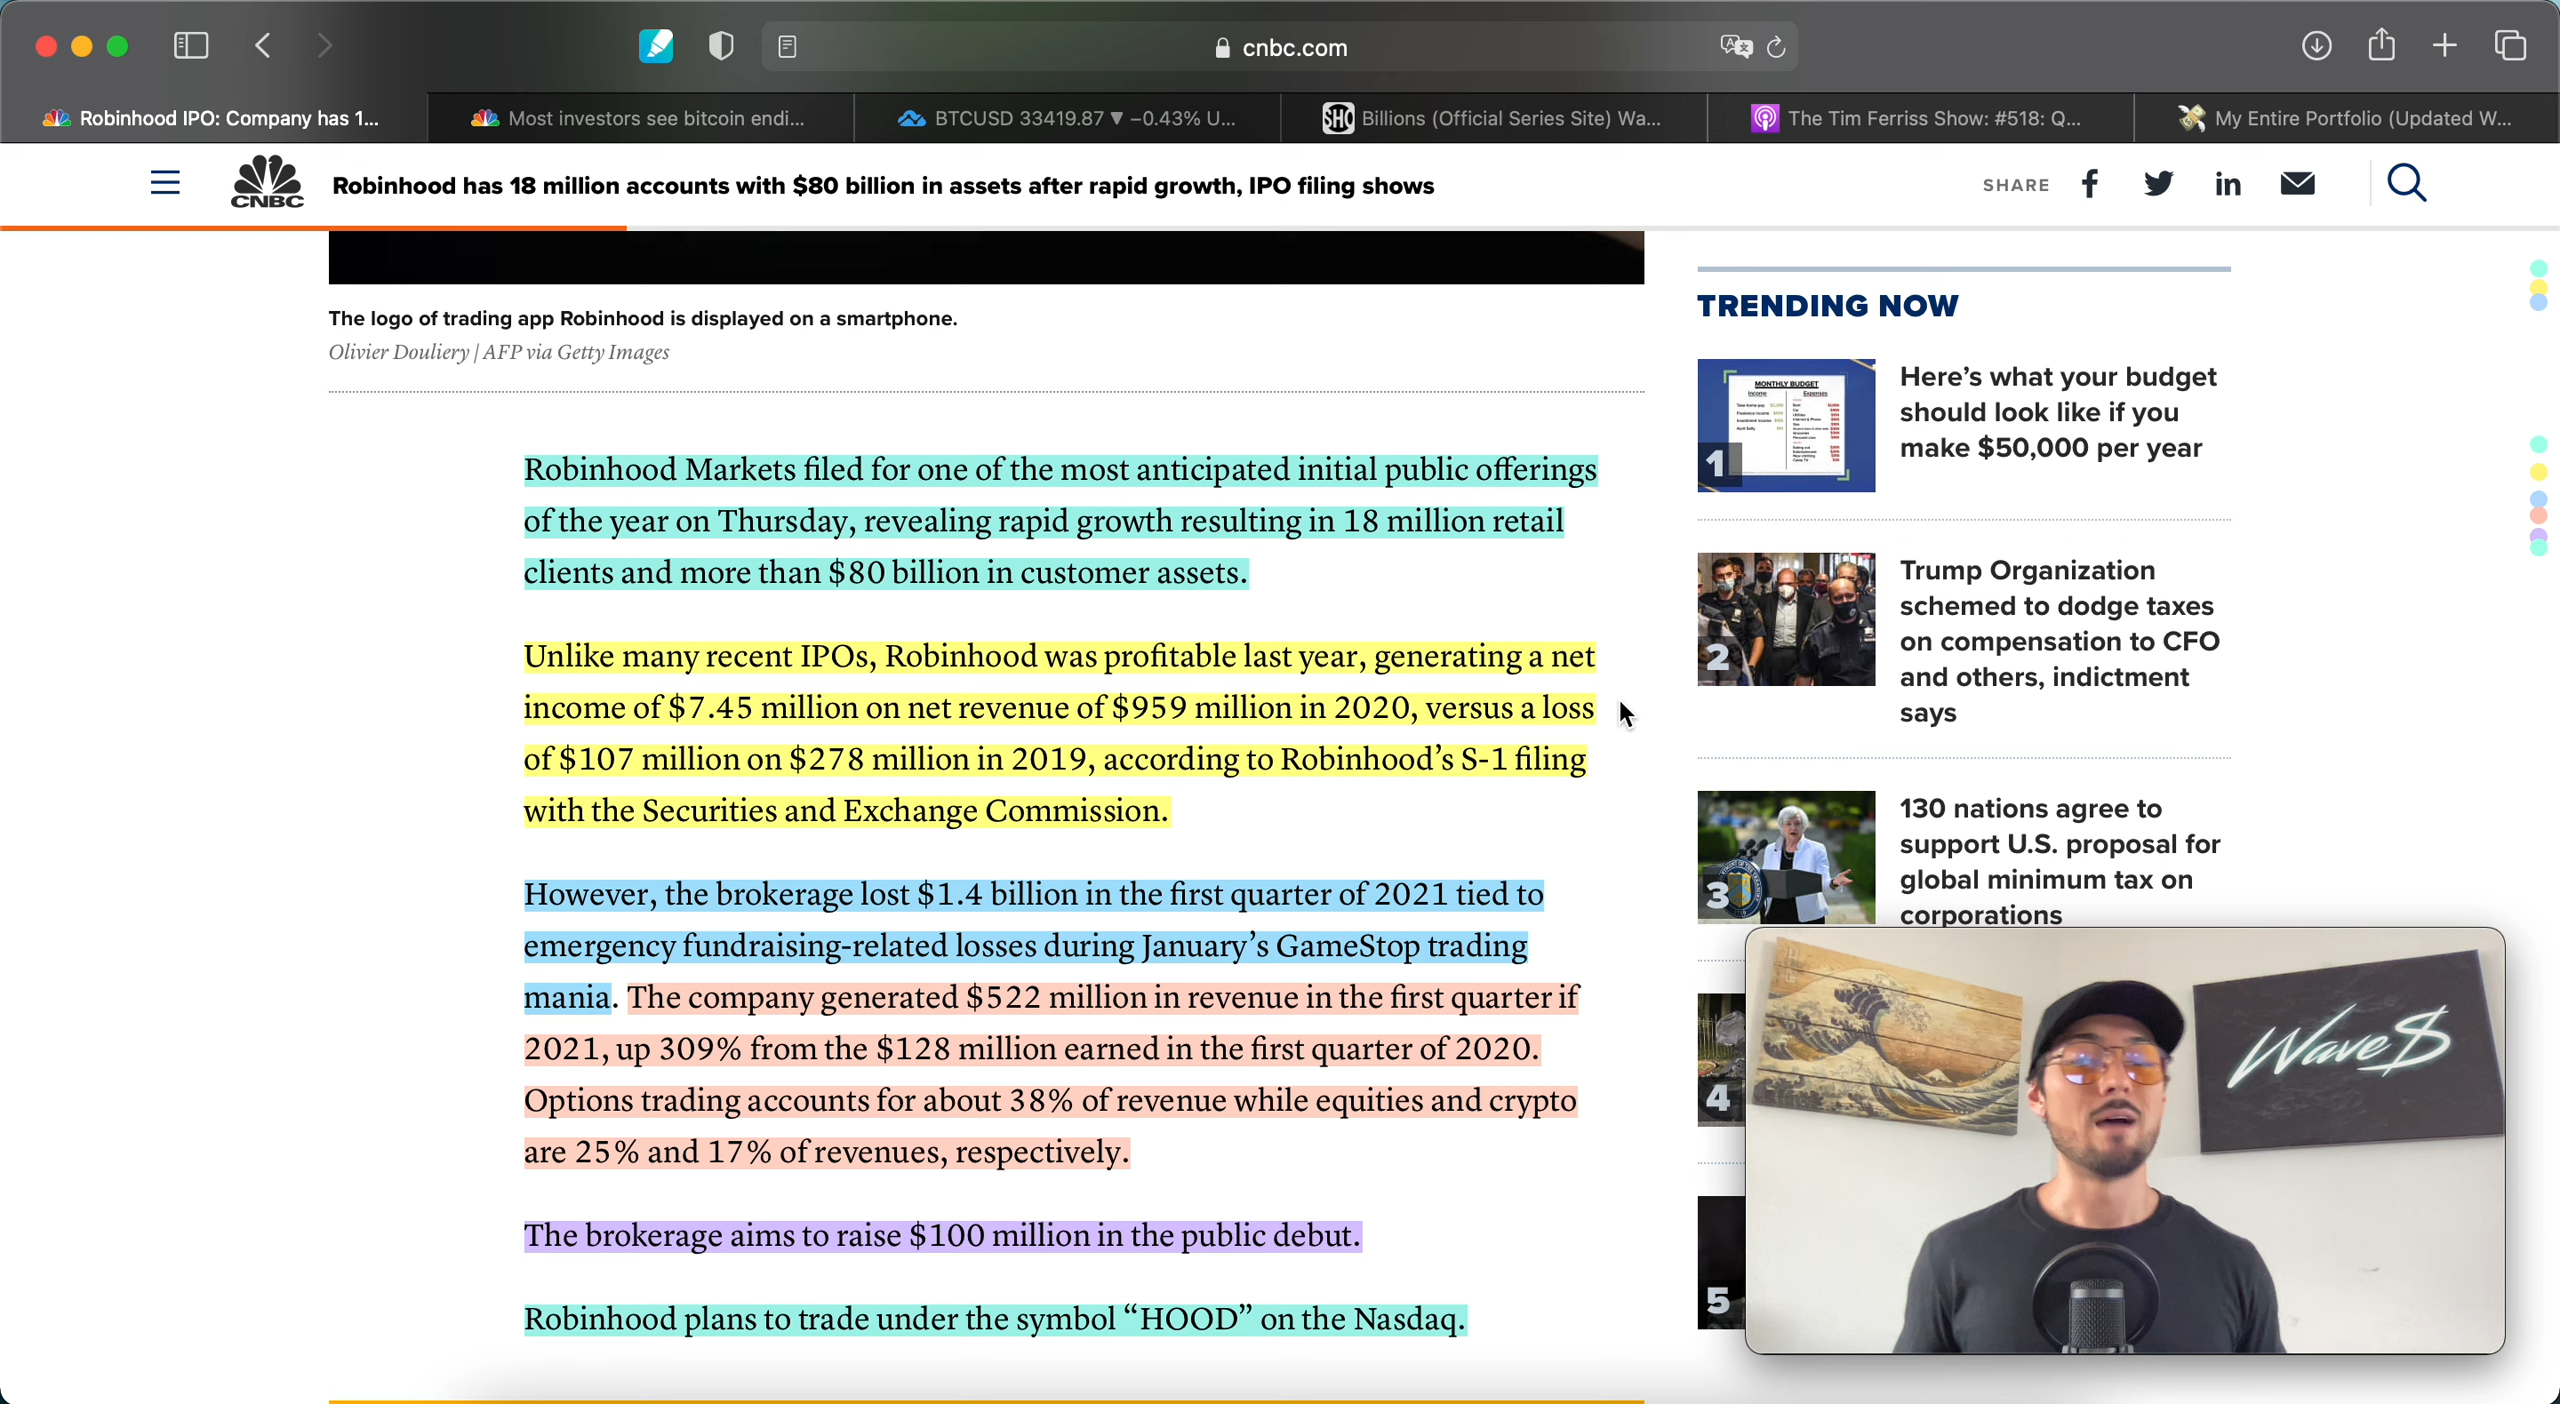 cnbc.com
Robinhood IPO: Company has 1...
Most investors see bitcoin endi...
BTCUSD 33419.87 ▼ −0.43% U...
SHO
Billions (Official Series Site) Wa...
The Tim Ferriss Show: #518: Q...
My Entire Portfolio (Updated W...
CNBC
Robinhood has 18 million accounts with $80 billion in assets after rapid growth, IPO filing shows
SHARE
The logo of trading app Robinhood is displayed on a smartphone.
Olivier Douliery | AFP via Getty Images
Robinhood Markets filed for one of the most anticipated initial public offerings
of the year on Thursday, revealing rapid growth resulting in 18 million retail
clients and more than $80 billion in customer assets.
Unlike many recent IPOs, Robinhood was profitable last year, generating a net
income of $7.45 million on net revenue of $959 million in 2020, versus a loss
of $107 million on $278 million in 2019, according to Robinhood’s S-1 filing
with the Securities and Exchange Commission.
However, the brokerage lost $1.4 billion in the first quarter of 2021 tied to
emergency fundraising-related losses during January’s GameStop trading
mania. The company generated $522 million in revenue in the first quarter if
2021, up 309% from the $128 million earned in the first quarter of 2020.
Options trading accounts for about 38% of revenue while equities and crypto
are 25% and 17% of revenues, respectively.
The brokerage aims to raise $100 million in the public debut.
Robinhood plans to trade under the symbol “HOOD” on the Nasdaq.
TRENDING NOW
MONTHLY BUDGET
Income
Expenses
1
Here’s what your budget
should look like if you
make $50,000 per year
2
Trump Organization
schemed to dodge taxes
on compensation to CFO
and others, indictment
says
3
130 nations agree to
support U.S. proposal for
global minimum tax on
corporations
4
5
Wave$